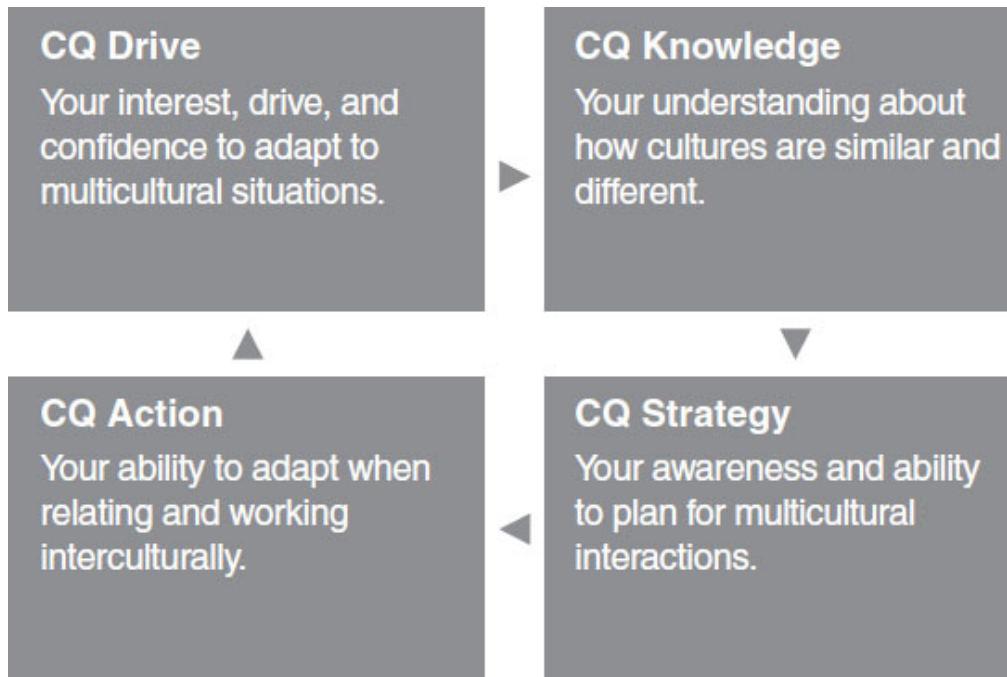 CQ Drive
Your interest, drive, and
confidence to adapt to
multicultural situations.
CQ Knowledge
Your understanding about
how cultures are similar and
different.
CQ Action
Your ability to adapt when
relating and working
interculturally.
CQ Strategy
Your awareness and ability
to plan for multicultural
interactions.